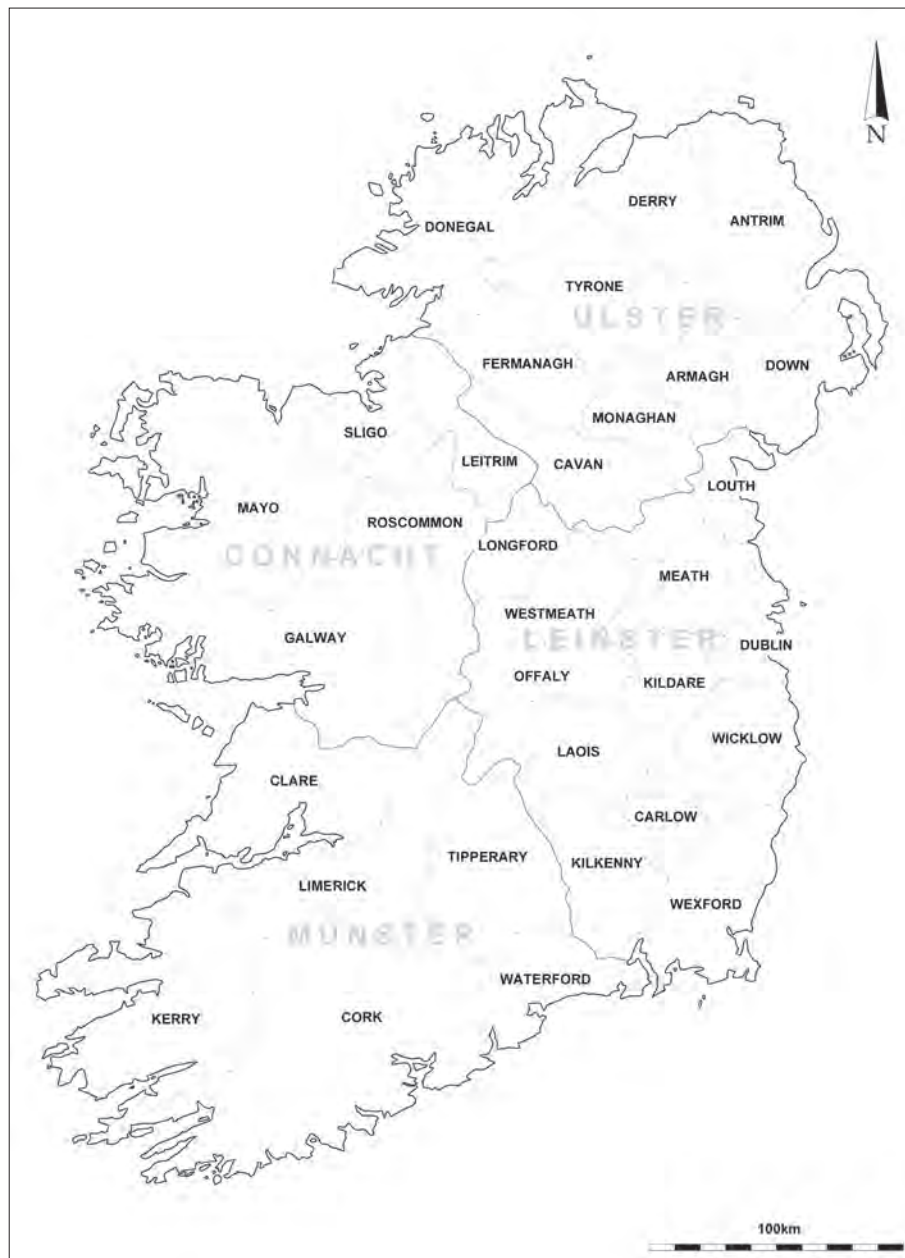 N
DERRY
ANTRIM
DONEGAL
TYRONE
ULSTER
FERMANAGH
ARMAGH
DOWN
MONAGHAN
SLIGO
LEITRIM
CAVAN
LOUTH
MAYO
ROSCOMMON
LONGFORD
CONNACHT
MEATH
WESTMEATH
GALWAY
LEINSTER
DUBLIN
OFFALY
KILDARE
WICKLOW
LAOIS
CLARE
CARLOW
TIPPERARY
KILKENNY
LIMERICK
WEXFORD
MUNSTER
WATERFORD
KERRY
CORK
100km